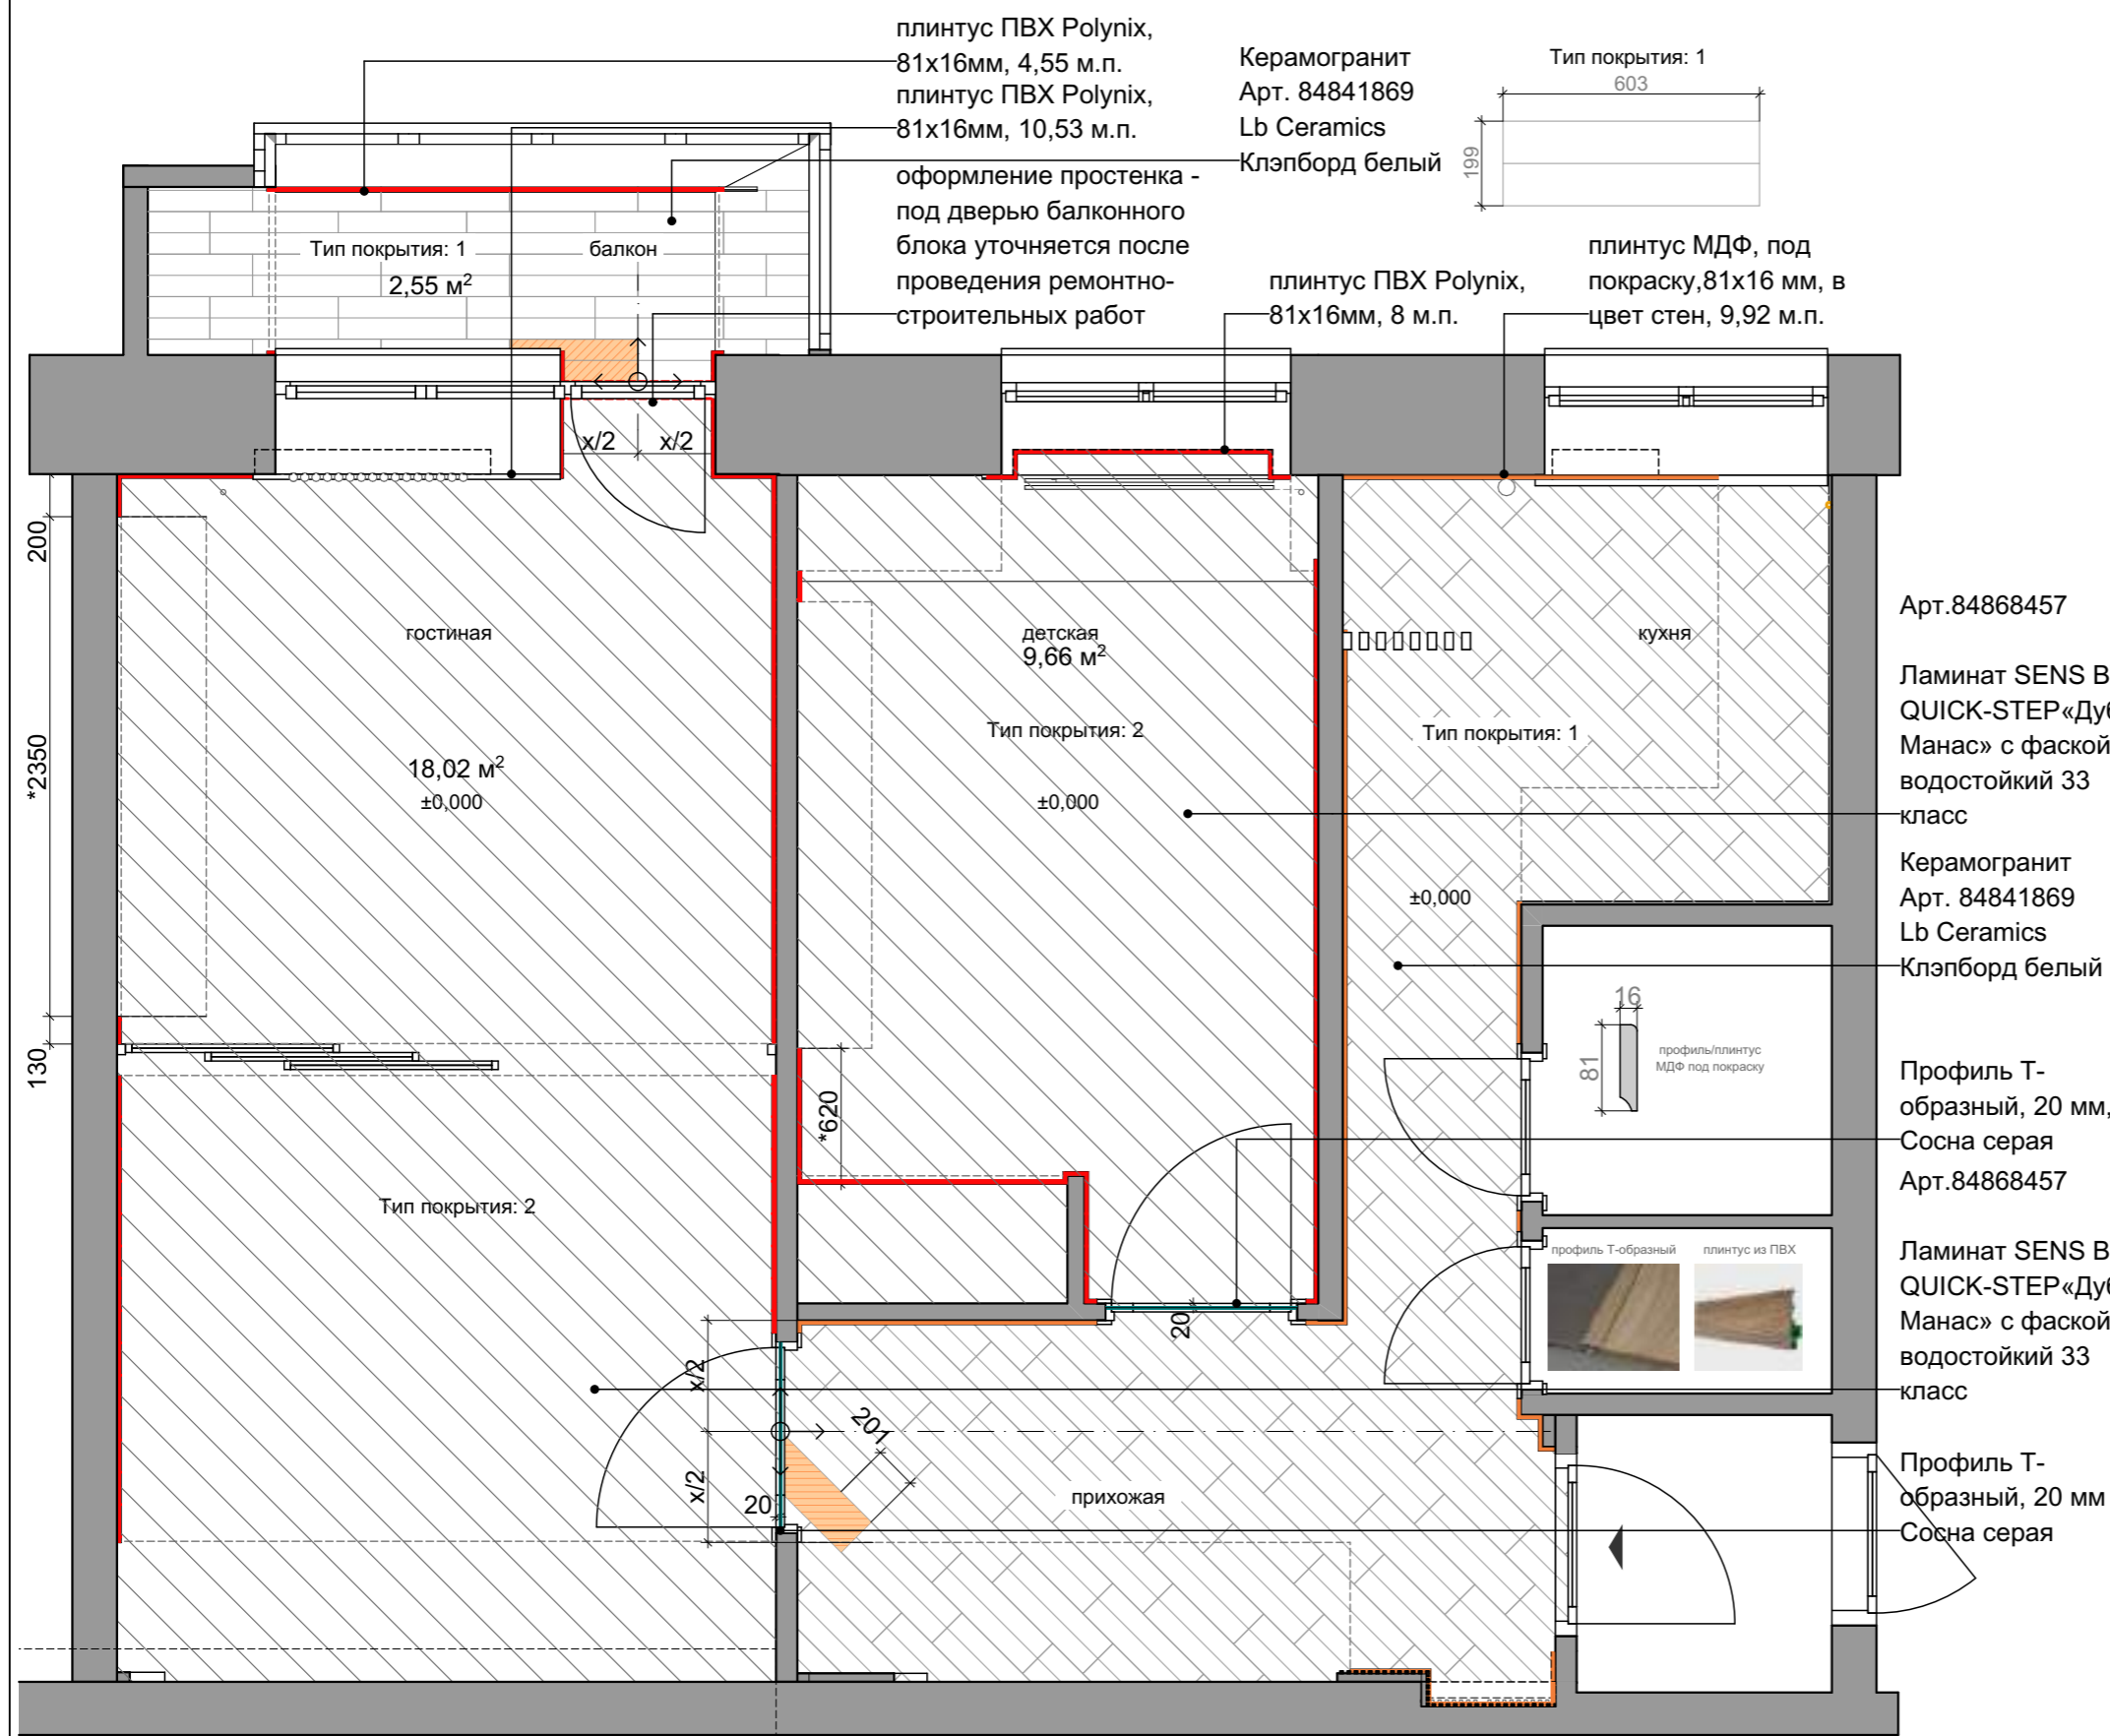 плинтус ПВХ Polynix,
81х16мм, 4,55 м.п.
плинтус ПВХ Polynix,
81х16мм, 10,53 м.п.
оформление простенка -
под дверью балконного
блока уточняется после
проведения ремонтно-
строительных работ
Керамогранит
Арт. 84841869
Lb Ceramics
Клэпборд белый
Тип покрытия: 1
603
199
плинтус ПВХ Polynix,
81х16мм, 8 м.п.
плинтус МДФ, под
покраску,81х16 мм, в
цвет стен, 9,92 м.п.
Тип покрытия: 1
балкон
2,55 м²
х/2
х/2
200
*2350
130
гостиная
18,02 м²
±0,000
Тип покрытия: 2
детская
9,66 м²
Тип покрытия: 2
±0,000
*620
20
кухня
Тип покрытия: 1
±0,000
16
81
профиль/плинтус
МДФ под покраску
профиль Т-образный
плинтус из ПВХ
х/2
х/2
20
201
прихожая
Арт.84868457
Ламинат SENS В
QUICK-STEP«Дуб
Манас» с фаской
водостойкий 33
класс
Керамогранит
Арт. 84841869
Lb Ceramics
Клэпборд белый
Профиль Т-
образный, 20 мм,
Сосна серая
Арт.84868457
Ламинат SENS В
QUICK-STEP«Дуб
Манас» с фаской
водостойкий 33
класс
Профиль Т-
образный, 20 мм
Сосна серая